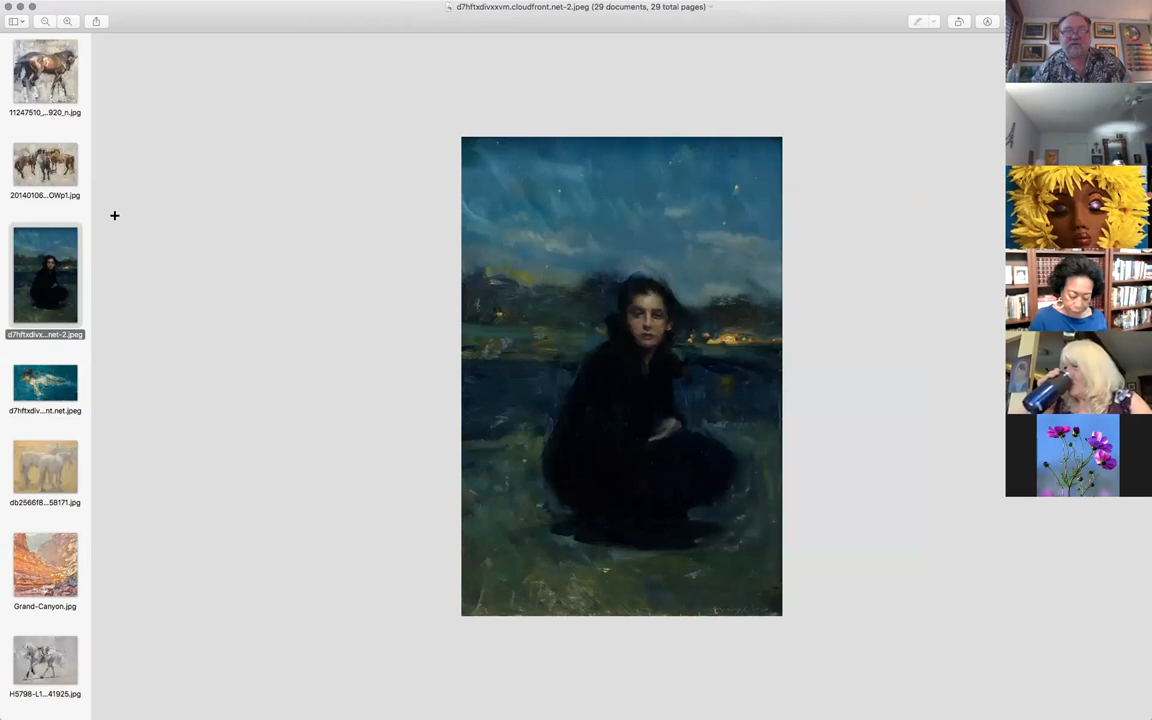 d7hftxdivxxvm.cloudfront.net-2.jpeg (29 documents, 29 total pages)
11247510_...920_n.jpg
20140106...OWp1.jpg
d7hftxdivx...net-2.jpeg
d7hftxdiv...nt.net.jpeg
db2566f8...58171.jpg
Grand-Canyon.jpg
H5798-L1...41925.jpg